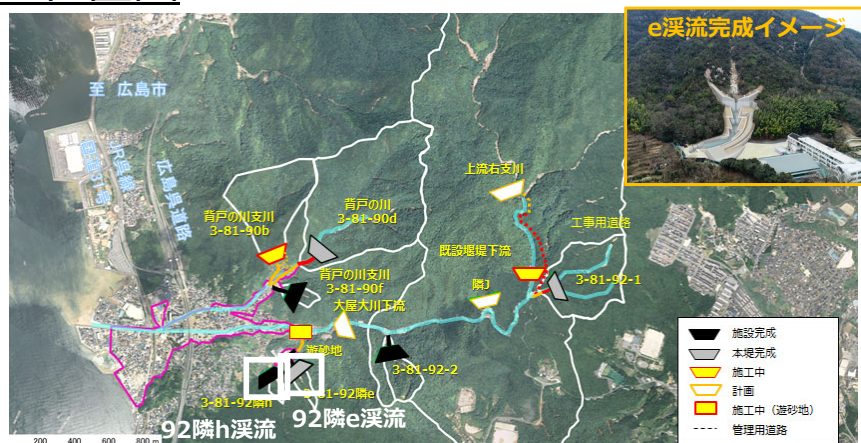 e渓流完成イメージ
至 広島市
JR呉線
国道31号
広島県道路
上流右支川
背戸の川
3-81-90d
背戸の川支川
3-81-90b
工事用道路
既設堰堤下流
背戸の川支川
3-81-90f
隣J
3-81-92-1
大屋大川下流
遊砂地
3-81-92-2
3-81-92隣h
3-81-92隣e
92隣h渓流
92隣e渓流
施設完成
本堤完成
施工中
計画
施工中（遊砂地）
管理用道路
200 400 600 800 m